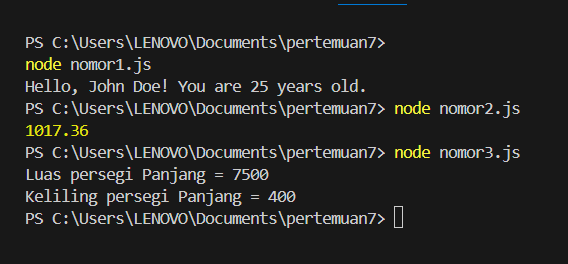 PS C:\Users\LENOVO\Documents\pertemuan7>
node nomor1.js
Hello, John Doe! You are 25 years old.
PS C:\Users\LENOVO\Documents\pertemuan7> node nomor2.js
1017.36
PS C:\Users\LENOVO\Documents\pertemuan7> node nomor3.js
Luas persegi Panjang = 7500
Keliling persegi Panjang = 400
PS C:\Users\LENOVO\Documents\pertemuan7>